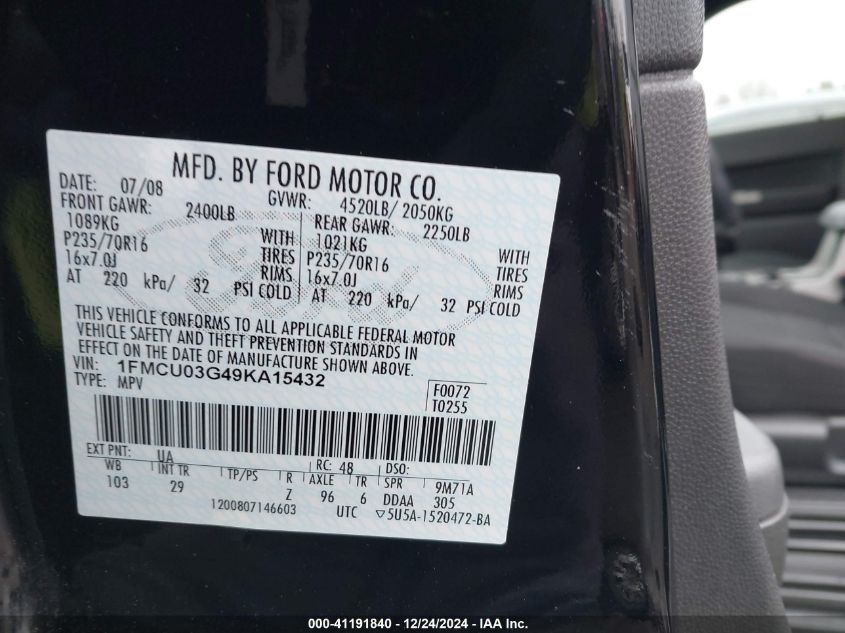 MFD. BY FORD MOTOR CO.
DATE: 07/08 GVWR: 4520LB/ 2050KG
FRONT GAWR: 2400LB REAR GAWR: 2250LB
1089KG WITH 1021KG WITH
P235/70R16 TIRES P235/70R16 TIRES
16x7.0J RIMS 16x7.0J RIMS
AT 220 kPa/ 32 PSI COLD AT 220 kPa/ 32 PSI COLD
THIS VEHICLE CONFORMS TO ALL APPLICABLE FEDERAL MOTOR
VEHICLE SAFETY AND THEFT PREVENTION STANDARDS IN
EFFECT ON THE DATE OF MANUFACTURE SHOWN ABOVE.
VIN: 1FMCU03G49KA15432
TYPE: MPV
F0072
T0255
EXT PNT: UA RC: 48 DSO:
WB INT TR TP/PS R AXLE TR SPR 9M71A
103 29 Z 96 6 DDAA 305
1200807146603 UTC ▽5U5A-1520472-BA
Ford
000-41191840 - 12/24/2024 - IAA Inc.